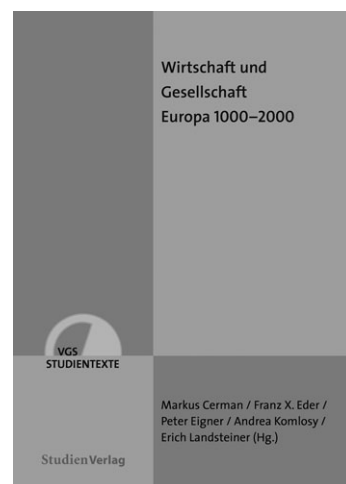 Wirtschaft und
Gesellschaft
Europa 1000–2000
VGS
STUDIENTEXTE
Markus Cerman / Franz X. Eder /
Peter Eigner / Andrea Komlosy /
Erich Landsteiner (Hg.)
StudienVerlag